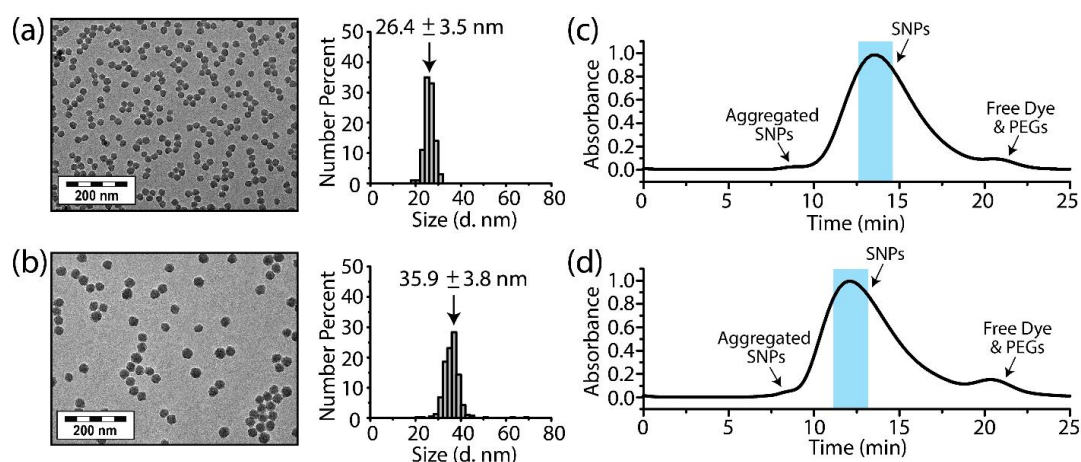 (a)
200 nm
26.4 ± 3.5 nm
Number Percent
50
40
30
20
10
0
0 20 40 60 80
Size (d. nm)
(c)
SNPs
Aggregated
SNPs
Free Dye
& PEGs
Absorbance
1.0
0.8
0.6
0.4
0.2
0.0
0 5 10 15 20 25
Time (min)
(b)
200 nm
35.9 ± 3.8 nm
Number Percent
50
40
30
20
10
0
0 20 40 60 80
Size (d. nm)
(d)
SNPs
Aggregated
SNPs
Free Dye
& PEGs
Absorbance
1.0
0.8
0.6
0.4
0.2
0.0
0 5 10 15 20 25
Time (min)